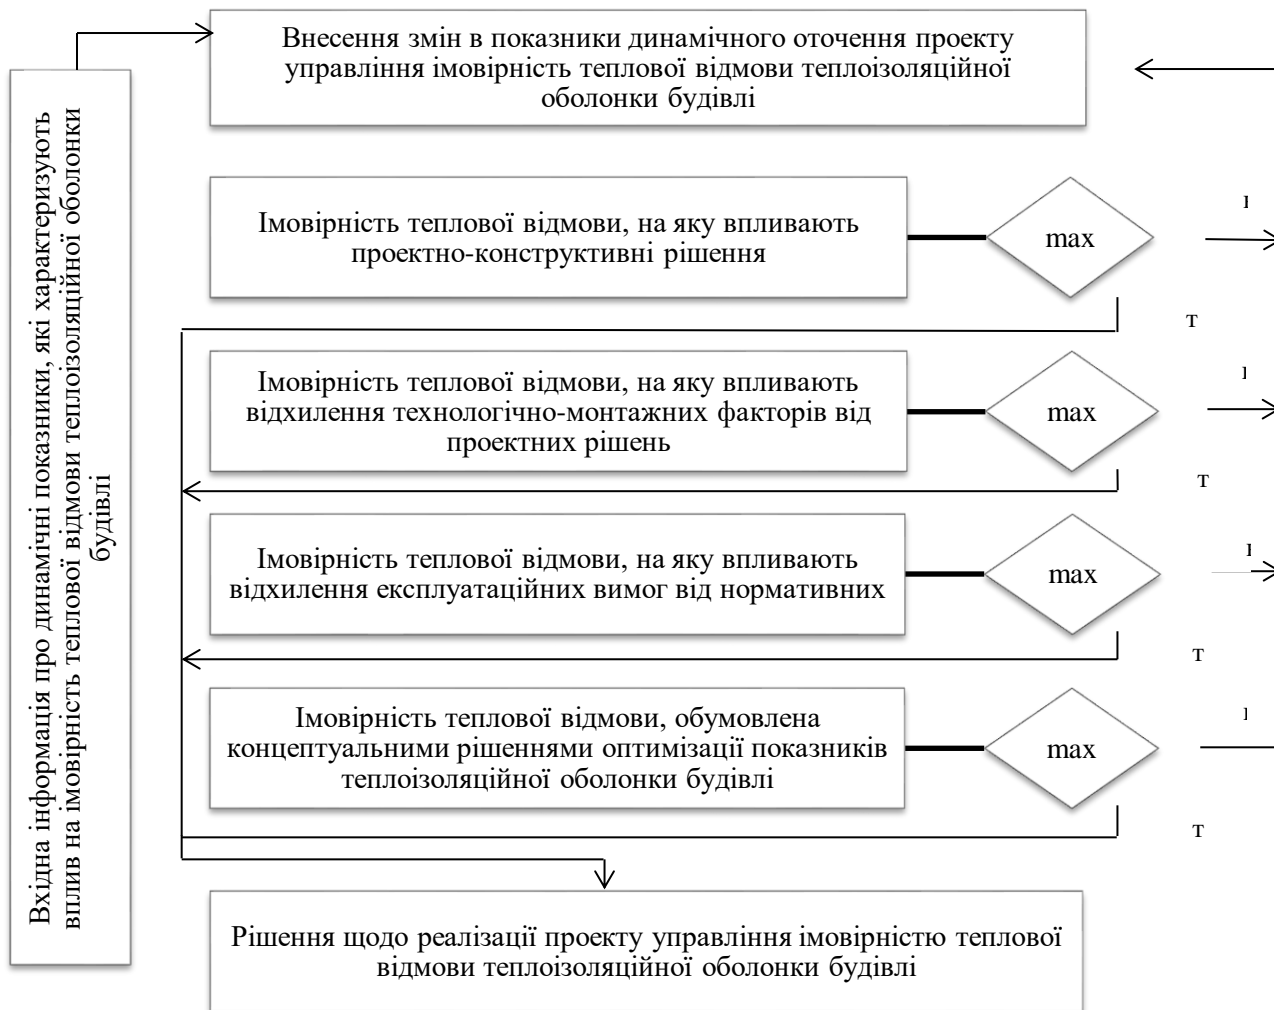 Вхідна інформація про динамічні показники, які характеризують
вплив на імовірність теплової відмови теплоізоляційної оболонки
будівлі
Внесення змін в показники динамічного оточення проекту
управління імовірність теплової відмови теплоізоляційної
оболонки будівлі
Імовірність теплової відмови, на яку впливають
проектно-конструктивні рішення
max
т
Імовірність теплової відмови, на яку впливають
відхилення технологічно-монтажних факторів від
проектних рішень
max
т
Імовірність теплової відмови, на яку впливають
відхилення експлуатаційних вимог від нормативних
max
т
Імовірність теплової відмови, обумовлена
концептуальними рішеннями оптимізації показників
теплоізоляційної оболонки будівлі
max
т
Рішення щодо реалізації проекту управління імовірністю теплової
відмови теплоізоляційної оболонки будівлі